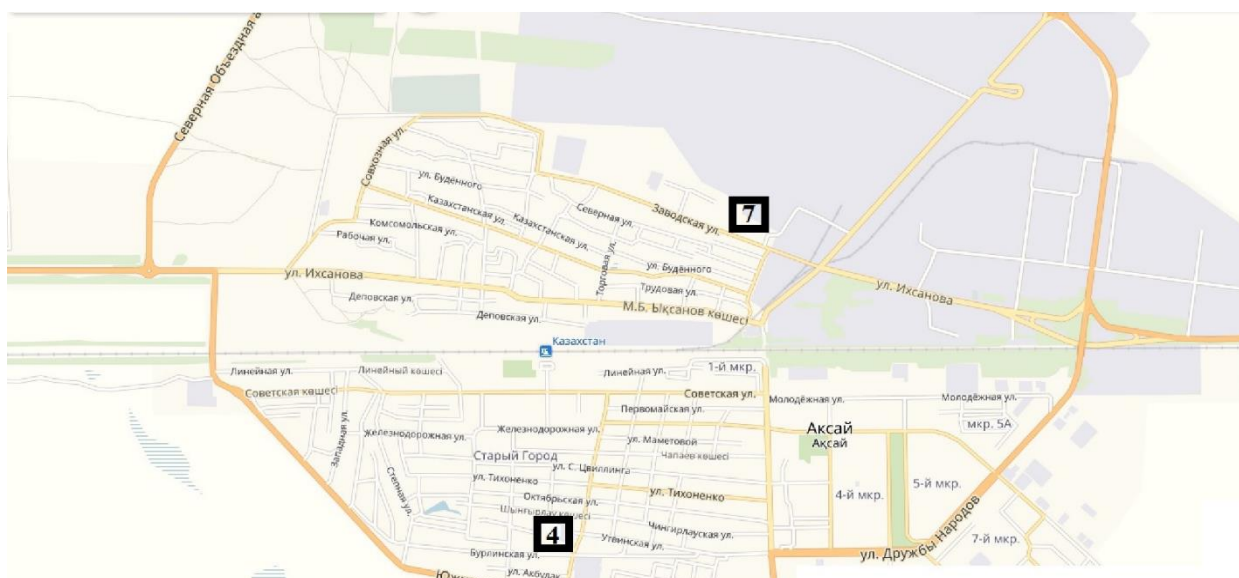 Северная Объездная а
Совхозная ул.
ул. Будённого
Казахстанская ул.
Казахстанская ул.
Северная ул.
Заводская ул.
7
Комсомольская ул.
Рабочая ул.
Торговая ул.
ул. Будённого
ул. Ихсанова
Трудовая ул.
ул. Ихсанова
Деповская ул.
М.Б. Ықсанов көшесі
Деповская ул.
Казахстан
Линейная ул.
Линейный көшесі
Линейная ул.
1-й мкр.
Советская көшесі
Советская ул.
Молодёжная ул.
Молодёжная ул.
Первомайская ул.
мкр. 5А
Аксай
Ақсай
Западная ул.
Железнодорожная ул.
Железнодорожная ул.
ул. Маметовой
Чапаев көшесі
Старый Город
ул. С. Цвиллинга
Степная ул.
ул. Тихоненко
ул. Тихоненко
5-й мкр.
4-й мкр.
Октябрьская ул.
Шыңғырлау көшесі
4
Чингирлауская ул.
Утвинская ул.
ул. Дружбы Народов
7-й мкр.
Бурлинская ул.
ул. Акбулак